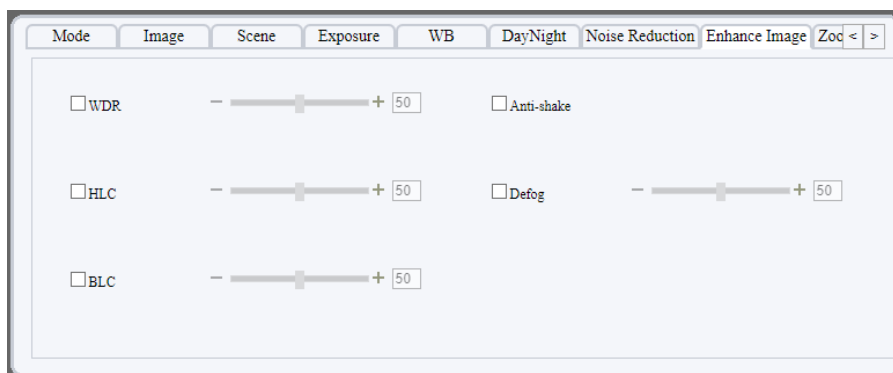 Mode Image Scene Exposure WB DayNight Noise Reduction Enhance Image Zoo < >
WDR - + 50 Anti-shake
HLC - + 50 Defog - + 50
BLC - + 50